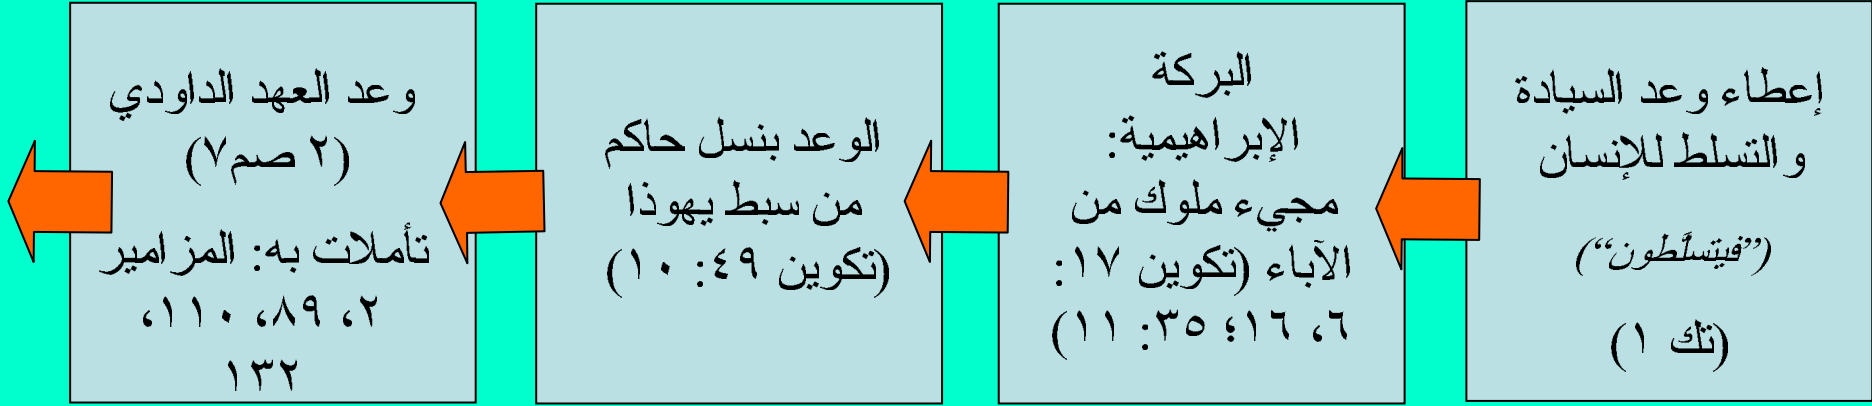 إعطاء وعد السيادة
والتسلط للإنسان
(”فيتسلَّطون“)
(تك ١)
البركة
الإبراهيمية:
مجيء ملوك من
الآباء (تكوين ١٧:
٦، ١٦؛ ٣٥: ١١)
الوعد بنسل حاكم
من سبط يهوذا
(تكوين ٤٩: ١٠)
وعد العهد الداودي
(٢ صم٧)
تأملات به: المزامير
٢، ٨٩، ١١٠،
١٣٢